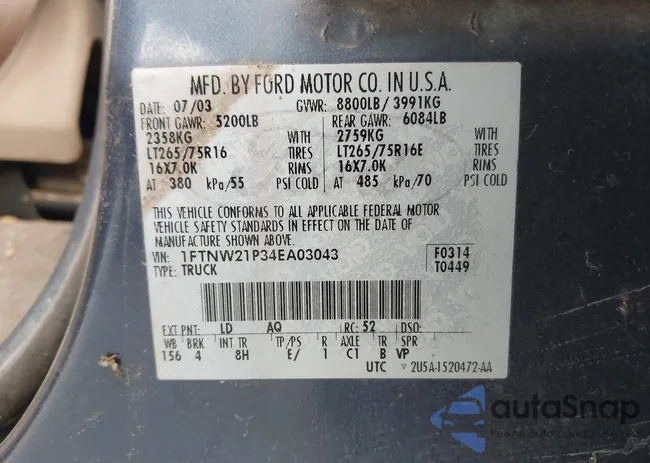 MFD. BY FORD MOTOR CO. IN U.S.A.
DATE: 07/03 GVWR: 8800LB/ 3991KG
FRONT GAWR: 5200LB REAR GAWR: 6084LB
2358KG WITH 2759KG WITH
LT265/75R16 TIRES LT265/75R16E TIRES
16X7.0K RIMS 16X7.0K RIMS
AT 380 kPa/55 PSI COLD AT 485 kPa/70 PSI COLD
THIS VEHICLE CONFORMS TO ALL APPLICABLE FEDERAL MOTOR
VEHICLE SAFETY STANDARDS IN EFFECT ON THE DATE OF
MANUFACTURE SHOWN ABOVE.
VIN: 1FTNW21P34EA03043 F0314
TYPE: TRUCK T0449
EXT PNT: LD AQ RC: 52 DSO:
WB BRK INT TR TP/PS R AXLE TR SPR
156 4 8H E/ 1 C1 B VP
UTC 2U5A-1520472-AA
autoSnap